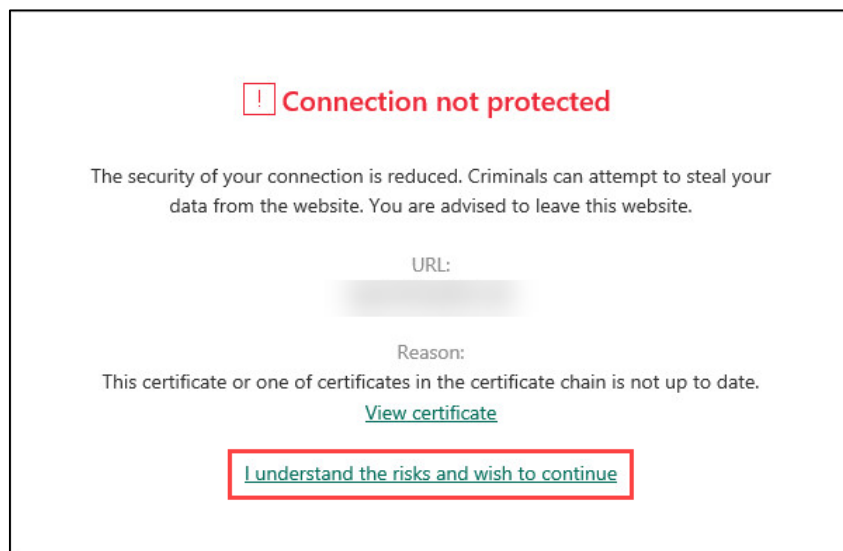 ! Connection not protected
The security of your connection is reduced. Criminals can attempt to steal your
data from the website. You are advised to leave this website.
URL:
Reason:
This certificate or one of certificates in the certificate chain is not up to date.
View certificate
I understand the risks and wish to continue